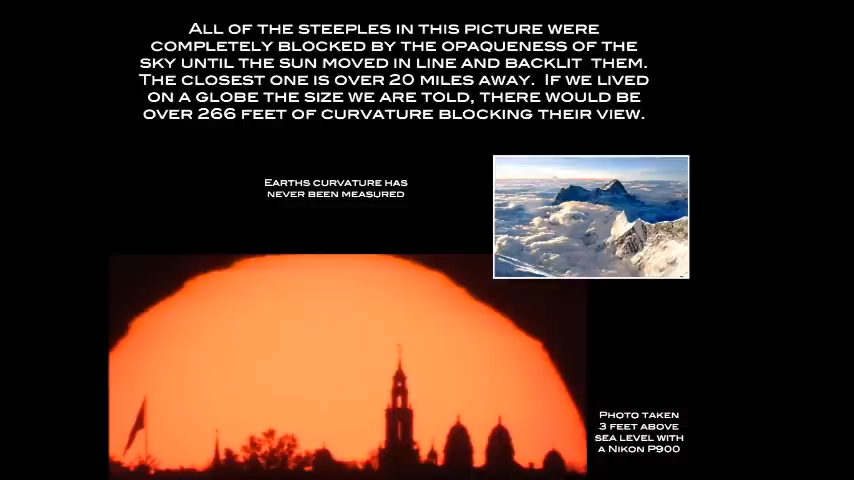 ALL OF THE STEEPLES IN THIS PICTURE WERE
COMPLETELY BLOCKED BY THE OPAQUENESS OF THE
SKY UNTIL THE SUN MOVED IN LINE AND BACKLIT THEM.
THE CLOSEST ONE IS OVER 20 MILES AWAY. IF WE LIVED
ON A GLOBE THE SIZE WE ARE TOLD, THERE WOULD BE
OVER 266 FEET OF CURVATURE BLOCKING THEIR VIEW.
EARTHS CURVATURE HAS
NEVER BEEN MEASURED
PHOTO TAKEN
3 FEET ABOVE
SEA LEVEL WITH
A NIKON P900